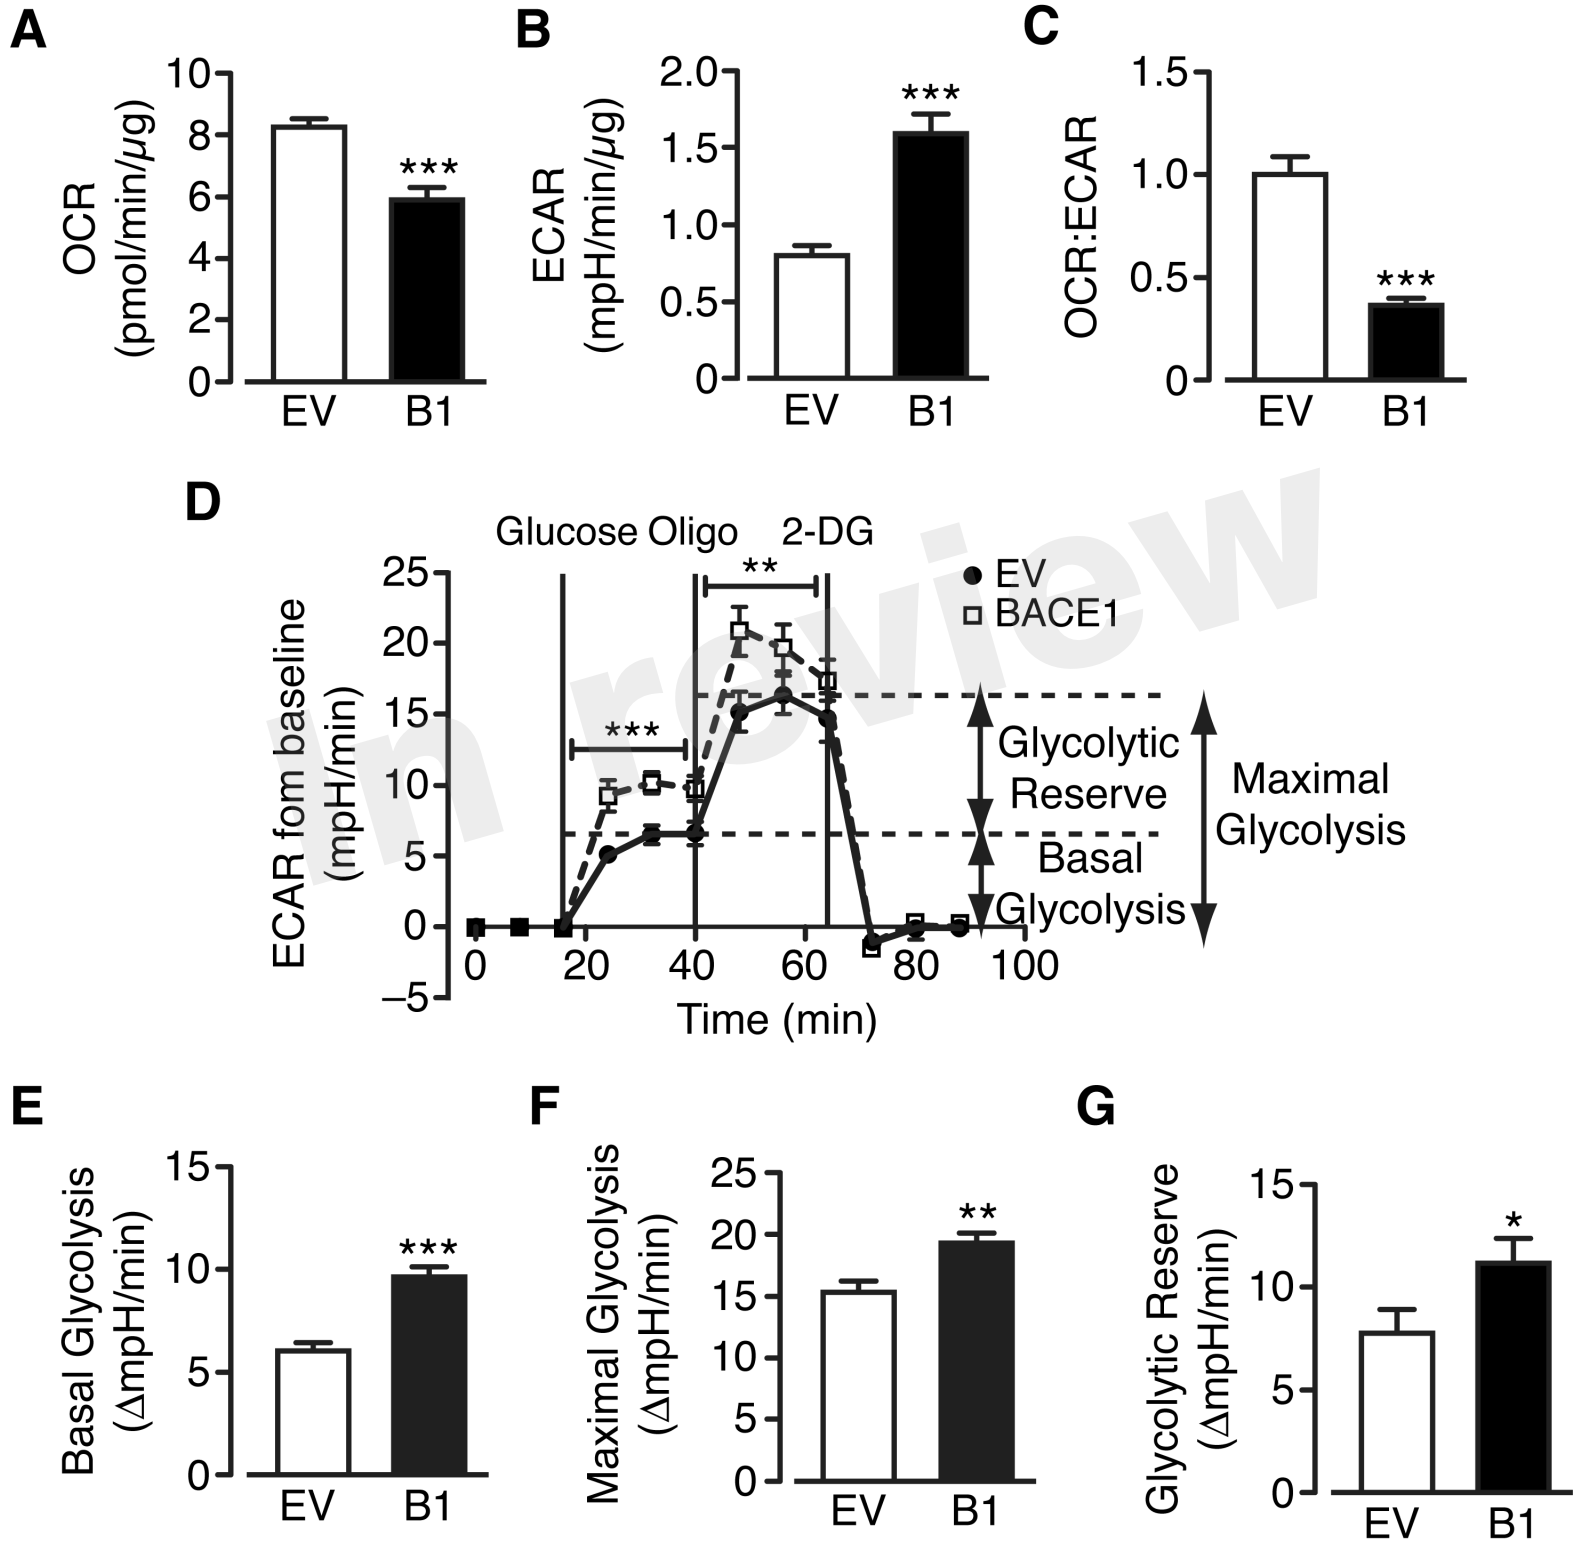 A
B
C
10
8
6
4
2
0
OCR
(pmol/min/µg)
***
EV
B1
2.0
1.5
1.0
0.5
0
ECAR
(mpH/min/µg)
***
EV
B1
1.5
1.0
0.5
0
OCR:ECAR
***
EV
B1
D
Glucose Oligo 2-DG
25
20
15
10
5
0
–5
ECAR fom baseline
(mpH/min)
***
**
EV
BACE1
Glycolytic
Reserve
Basal
Glycolysis
Maximal
Glycolysis
0 20 40 60 80 100
Time (min)
In review
E
F
G
15
10
5
0
Basal Glycolysis
(ΔmpH/min)
***
EV
B1
25
20
15
10
5
0
Maximal Glycolysis
(ΔmpH/min)
**
EV
B1
15
10
5
0
Glycolytic Reserve
(ΔmpH/min)
*
EV
B1